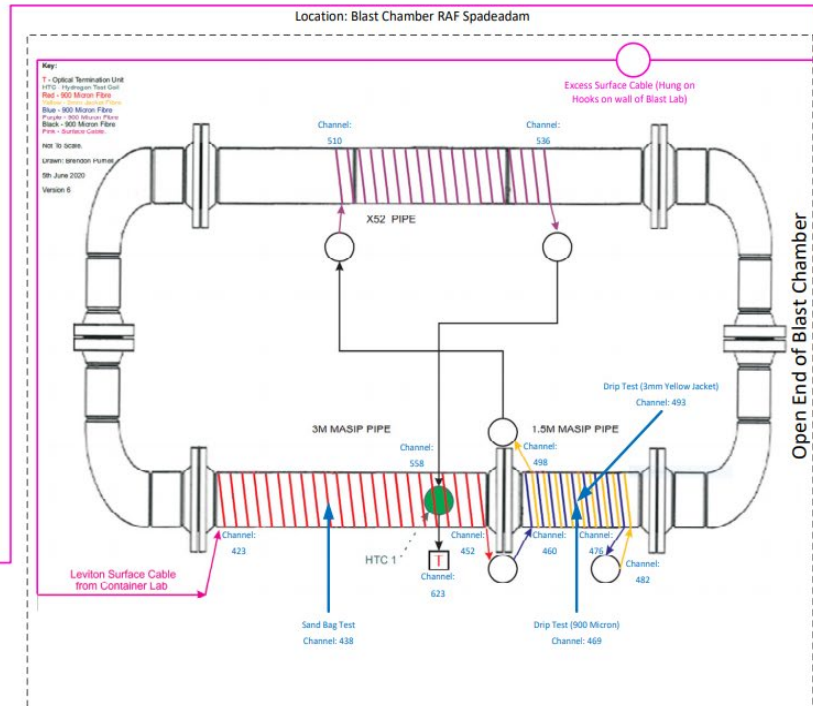 Location: Blast Chamber RAF Spadeadam
Key:
T - Optical Termination Unit
HTC - Hydrogen Test Cell
Red - 900 Micron Fibre
Yellow - 3mm Jacket Fibre
Blue - 900 Micron Fibre
Purple - 900 Micron Fibre
Black - 900 Micron Fibre
Pink - Surface Cable.
Not To Scale.
Drawn: Brendon
5th June 2020
Version 6
Excess Surface Cable (Hung on
Hooks on wall of Blast Lab)
Channel:
510
Channel:
536
X52 PIPE
Open End of Blast Chamber
Drip Test (3mm Yellow Jacket)
Channel: 493
3M MASIP PIPE
1.5M MASIP PIPE
Channel:
558
Channel:
498
Channel:
423
Channel:
452
Channel:
460
Channel:
476
Channel:
482
HTC 1
T
Channel:
623
Leviton Surface Cable
from Container Lab
Sand Bag Test
Channel: 438
Drip Test (900 Micron)
Channel: 469